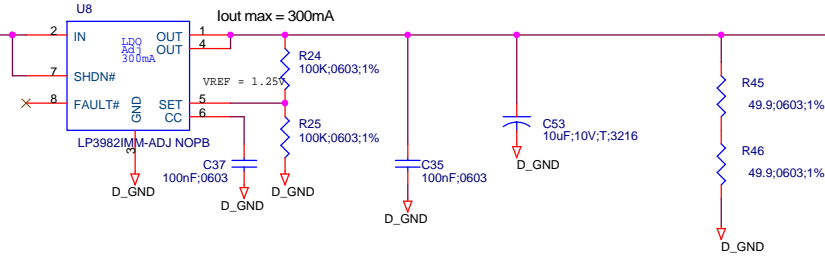 U8
Iout max = 300mA
2 IN
LDO
Adj
300mA
OUT 1
OUT 4
7 SHDN#
8 FAULT#
GND
3
SET 5
CC 6
LP3982IMM-ADJ NOPB
VREF = 1.25V
R24
100K;0603;1%
R25
100K;0603;1%
C37
100nF;0603
C35
100nF;0603
C53
10uF;10V;T;3216
R45
49.9;0603;1%
R46
49.9;0603;1%
D_GND
D_GND
D_GND
D_GND
D_GND
D_GND